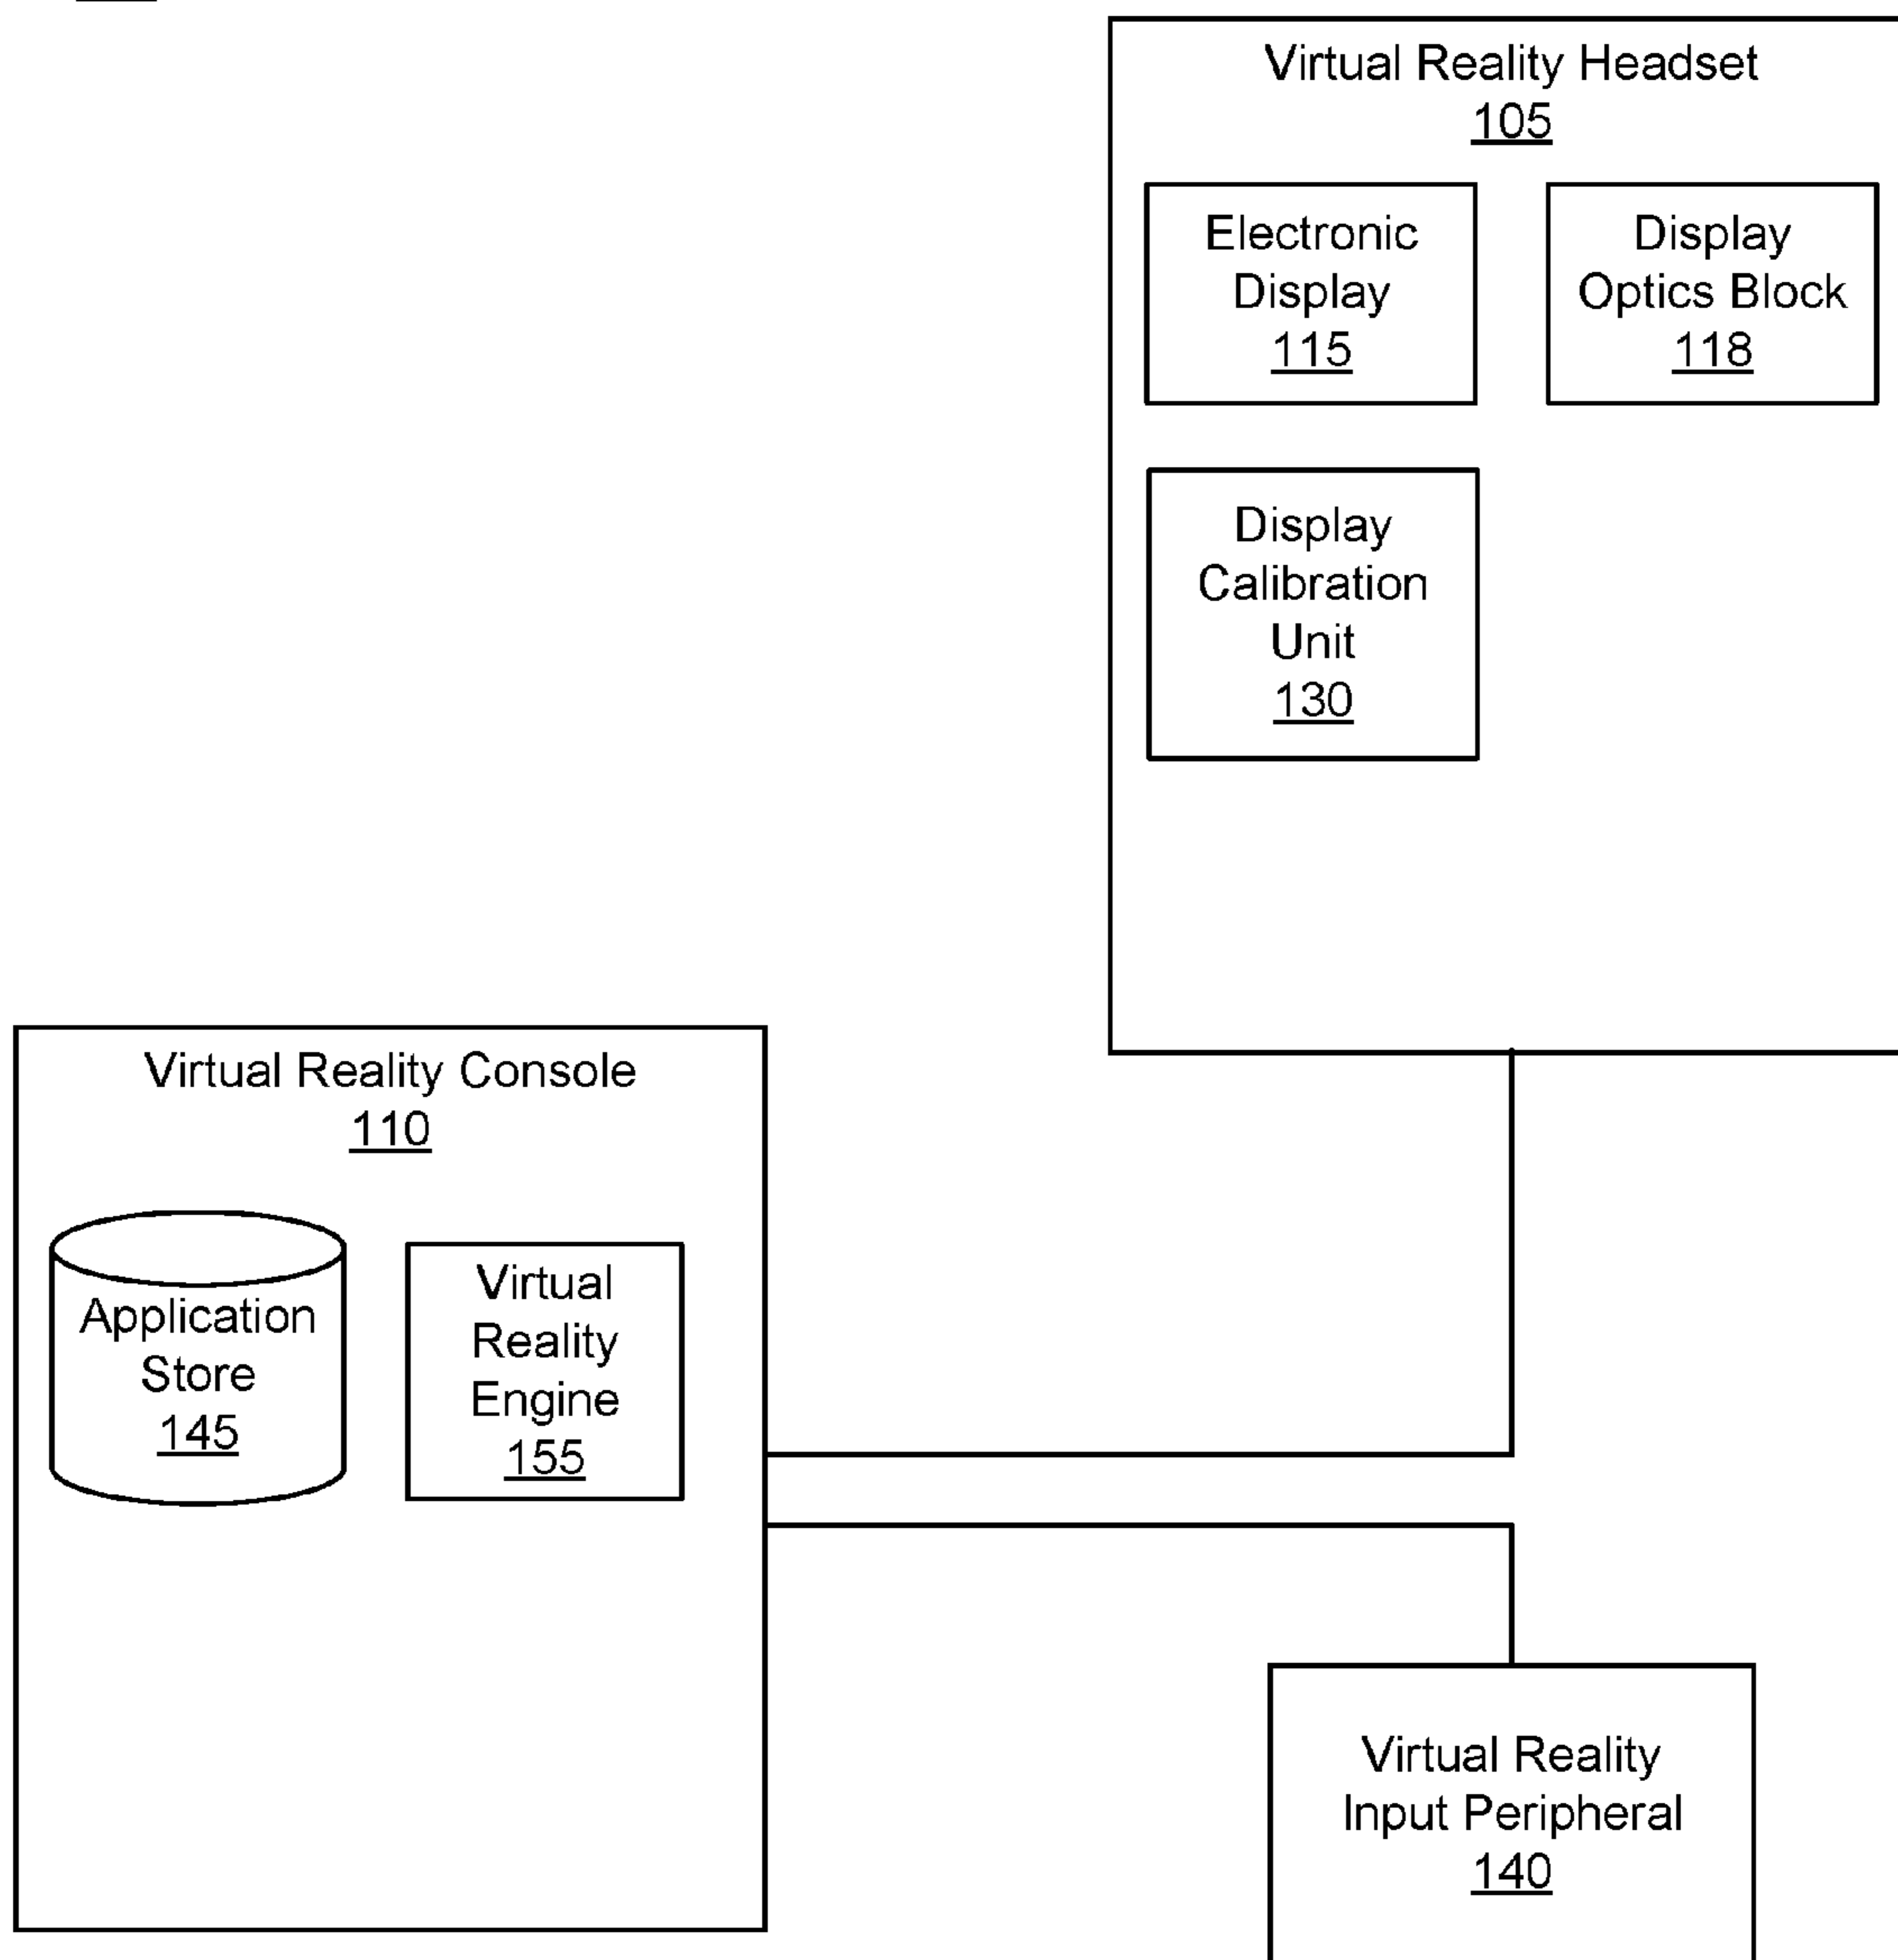 Virtual Reality Headset
105
Electronic
Display
115
Display
Optics Block
118
Display
Calibration
Unit
130
Virtual Reality Console
110
Application
Store
145
Virtual
Reality
Engine
155
Virtual Reality
Input Peripheral
140